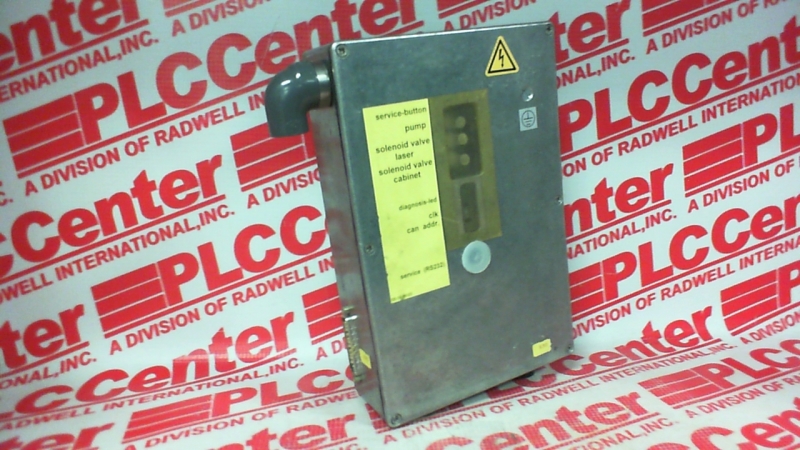 service-button
pump
solenoid valve
laser
solenoid valve
cabinet
diagnosis-led
clk
can addr.
service (RS232)
PLCCenter
A DIVISION OF RADWELL INTERNATIONAL, INC.